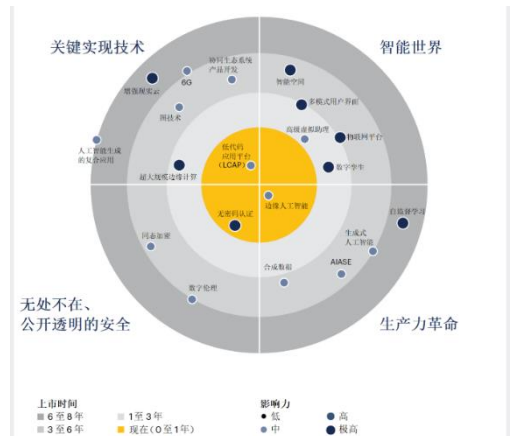 关键实现技术
智能世界
协同生态系统
产品开发
6G
智能空间
增强现实云
多模式用户界面
图技术
高级虚拟助理
物联网平台
人工智能生成
的复合应用
低代码
应用平台
(LCAP)
超大规模边缘计算
数字孪生
边缘人工智能
无密码认证
自监督学习
同态加密
生成式
人工智能
合成数据
AIASE
数字伦理
无处不在、
公开透明的安全
生产力革命
上市时间
6 至 8 年
1 至 3 年
3 至 6 年
现在(0 至 1 年)
影响力
低
高
中
极高